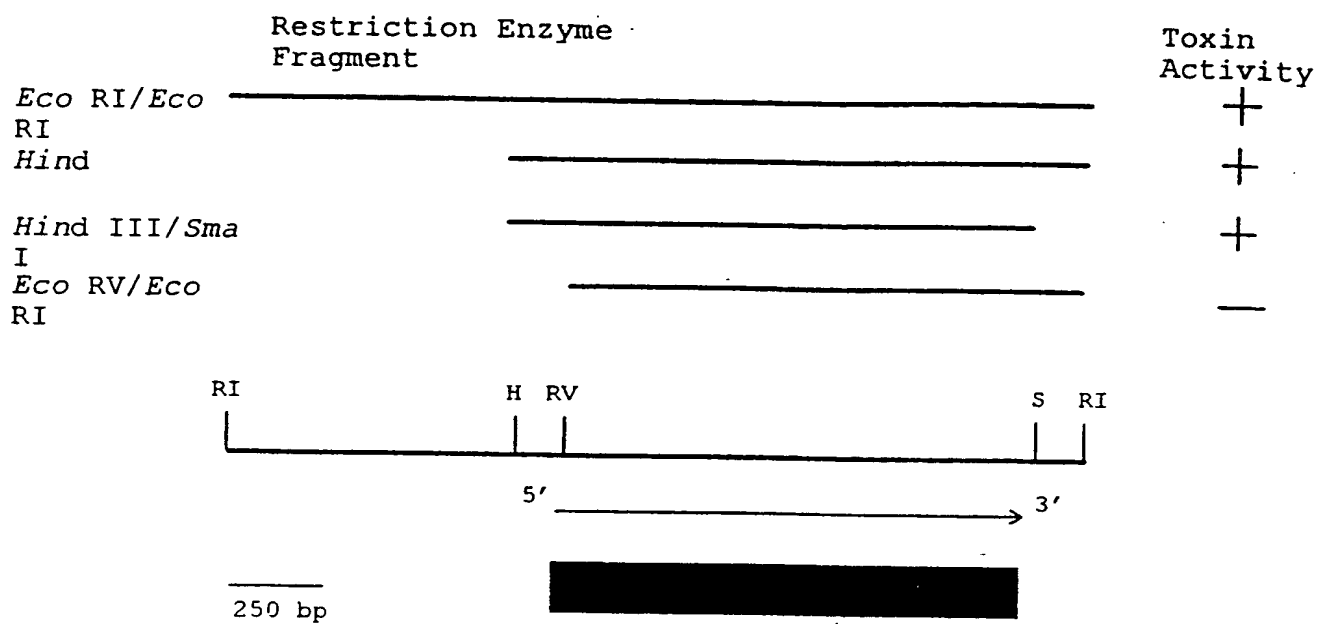 Restriction Enzyme
Fragment
Toxin
Activity
Eco RI/Eco
RI
+
Hind
+
Hind III/Sma
I
+
Eco RV/Eco
RI
—
RI H RV S RI
5′ 3′
250 bp